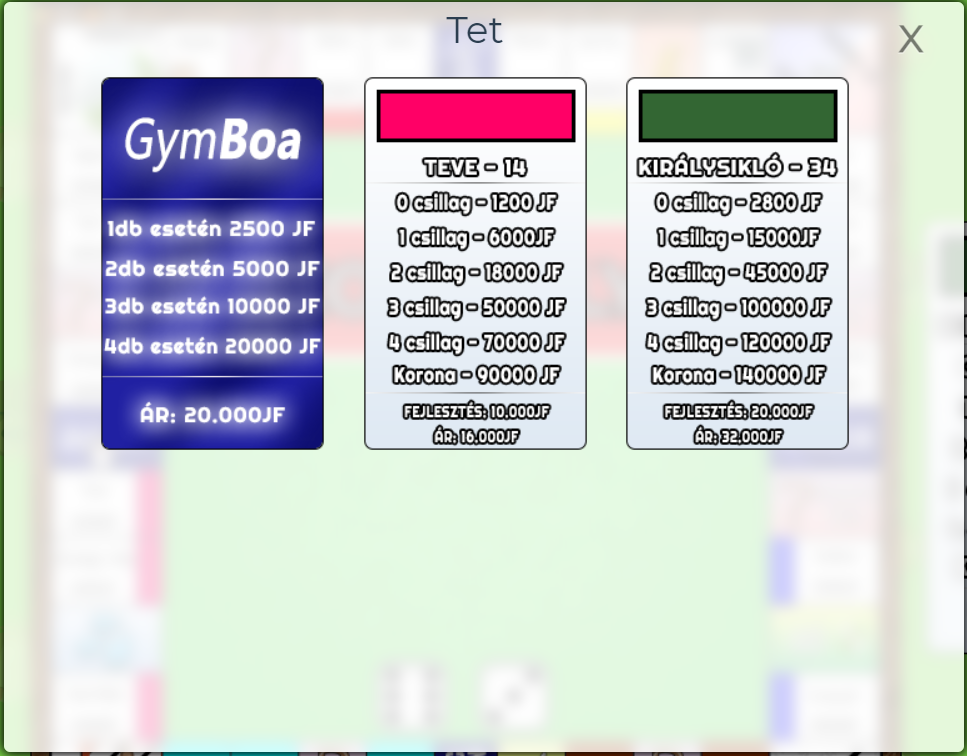 Tet
X
GymBoa
1db esetén 2500 JF
2db esetén 5000 JF
3db esetén 10000 JF
4db esetén 20000 JF
ÁR: 20.000JF
TEVE - 14
0 csillag - 1200 JF
1 csillag - 6000JF
2 csillag - 18000 JF
3 csillag - 50000 JF
4 csillag - 70000 JF
Korona - 90000 JF
FEJLESZTÉS: 10.000JF
ÁR: 16.000JF
KIRÁLYSIKLÓ - 34
0 csillag - 2800 JF
1 csillag - 15000JF
2 csillag - 45000 JF
3 csillag - 100000 JF
4 csillag - 120000 JF
Korona - 140000 JF
FEJLESZTÉS: 20.000JF
ÁR: 32.000JF